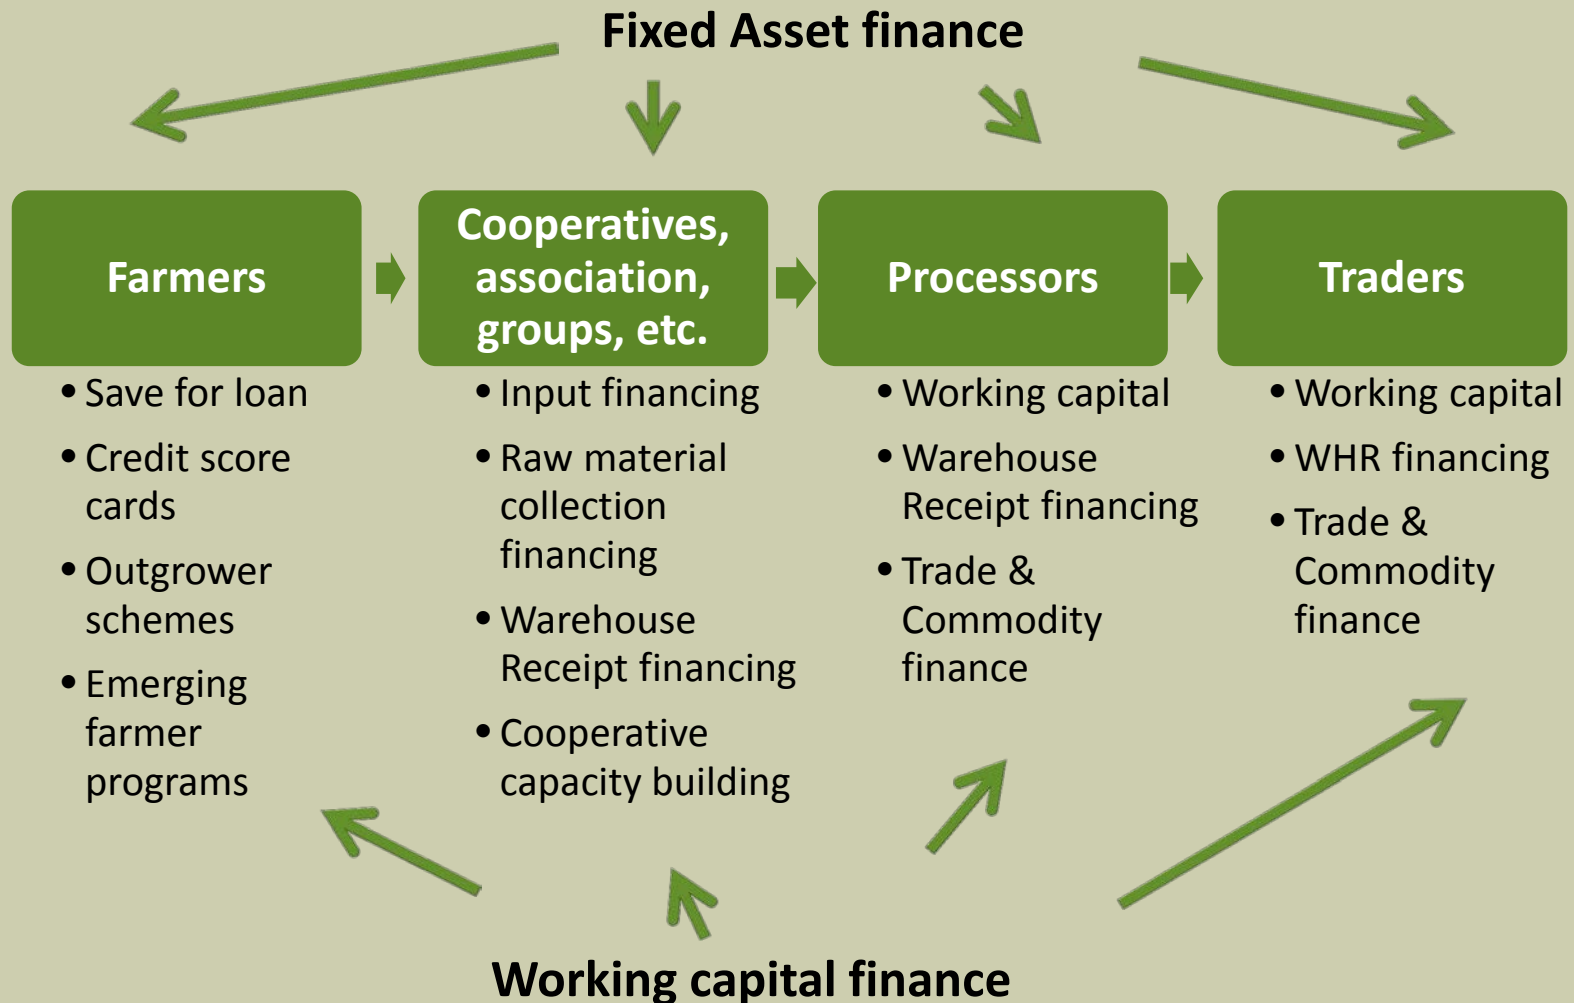 Fixed Asset finance
Farmers
Cooperatives,
association,
groups, etc.
Processors
Traders
• Save for loan
• Credit score
cards
• Outgrower
schemes
• Emerging
farmer
programs
• Input financing
• Raw material
collection
financing
• Warehouse
Receipt financing
• Cooperative
capacity building
• Working capital
• Warehouse
Receipt financing
• Trade &
Commodity
finance
• Working capital
• WHR financing
• Trade &
Commodity
finance
Working capital finance